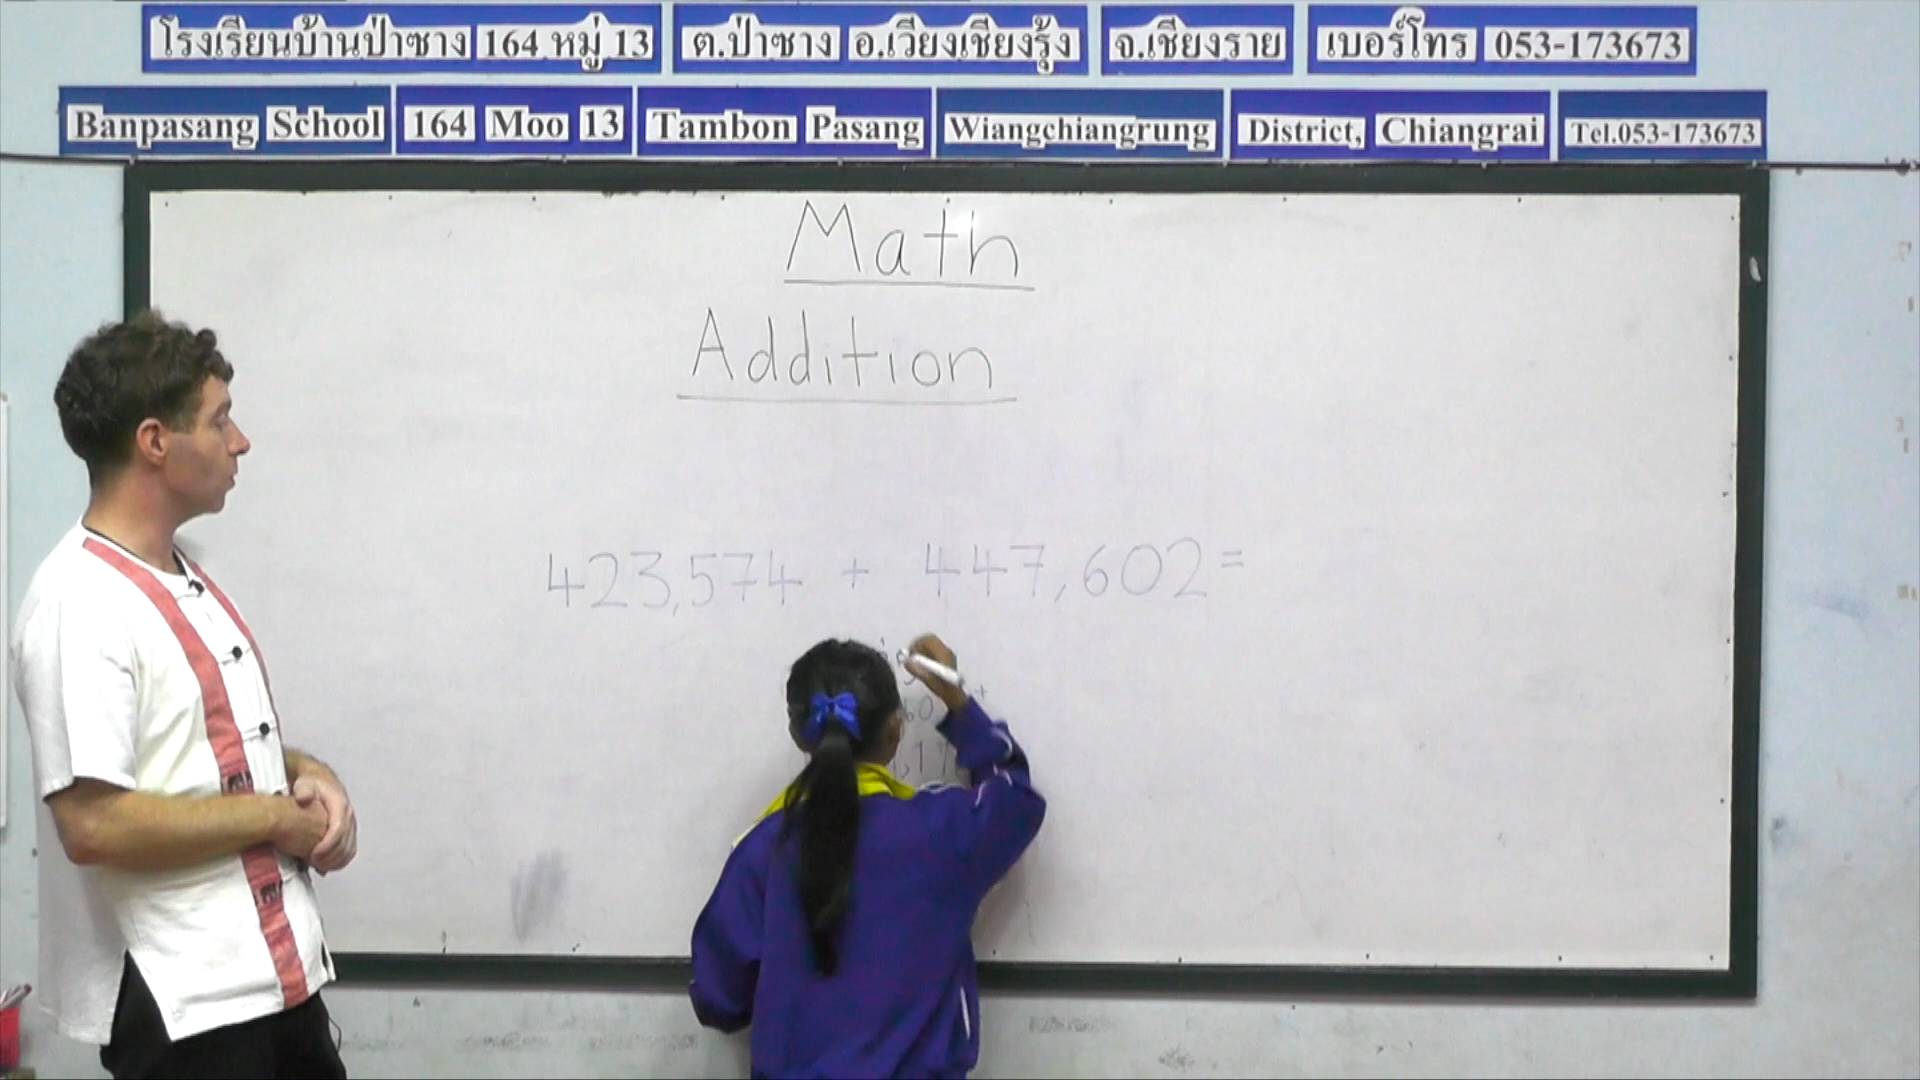 โรงเรียนบ้านป่าซาง 164 หมู่ 13 ต.ป่าซาง อ.เวียงเชียงรุ้ง จ.เชียงราย เบอร์โทร 053-173673
Banpasang School 164 Moo 13 Tambon Pasang Wiangchiangrung District, Chiangrai Tel.053-173673
Math
Addition
423,574 + 447,602=